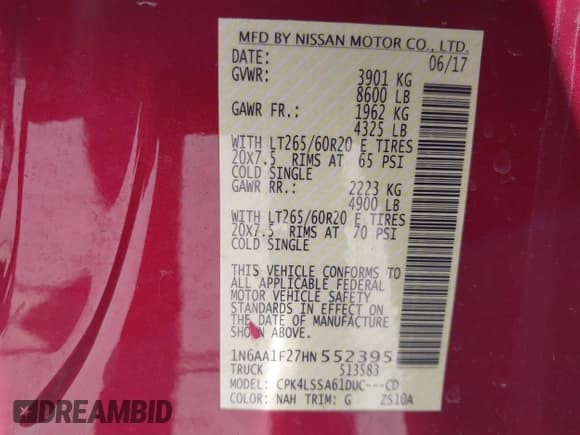 MFD BY NISSAN MOTOR CO., LTD.
DATE: 06/17
GVWR: 3901 KG
8600 LB
GAWR FR.: 1962 KG
4325 LB
WITH LT265/60R20 E TIRES
20x7.5 RIMS AT 65 PSI
COLD SINGLE
GAWR RR.: 2223 KG
4900 LB
WITH LT265/60R20 E TIRES
20x7.5 RIMS AT 70 PSI
COLD SINGLE
THIS VEHICLE CONFORMS TO
ALL APPLICABLE FEDERAL
MOTOR VEHICLE SAFETY
STANDARDS IN EFFECT ON
THE DATE OF MANUFACTURE
SHOWN ABOVE.
1N6AA1F27HN552395
TRUCK 513583
MODEL: CPK4LSSA61DUC---CD
COLOR: NAH TRIM: G ZS10A
DREAMBID